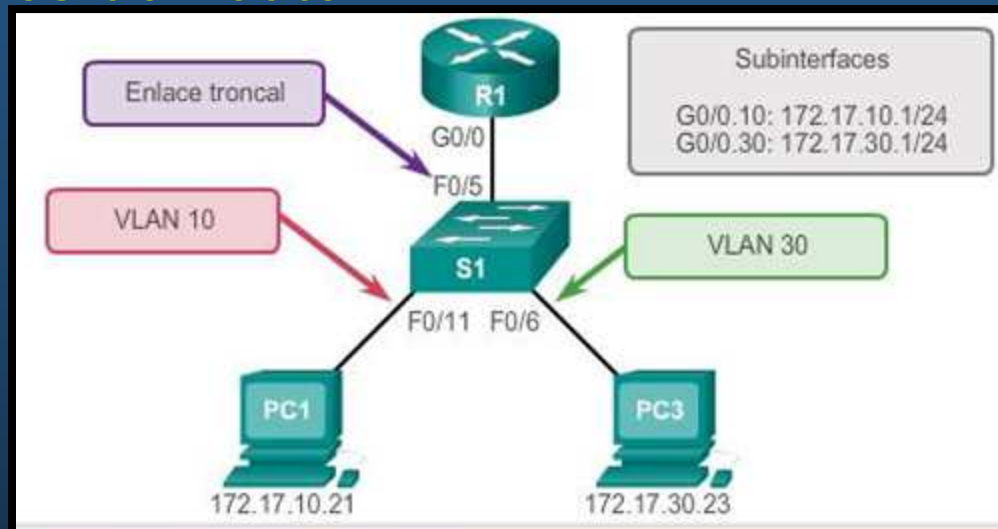 R1
Subinterfaces
G0/0.10: 172.17.10.1/24
G0/0.30: 172.17.30.1/24
Enlace troncal
G0/0
F0/5
VLAN 10
S1
VLAN 30
F0/11 F0/6
PC1
PC3
172.17.10.21
172.17.30.23